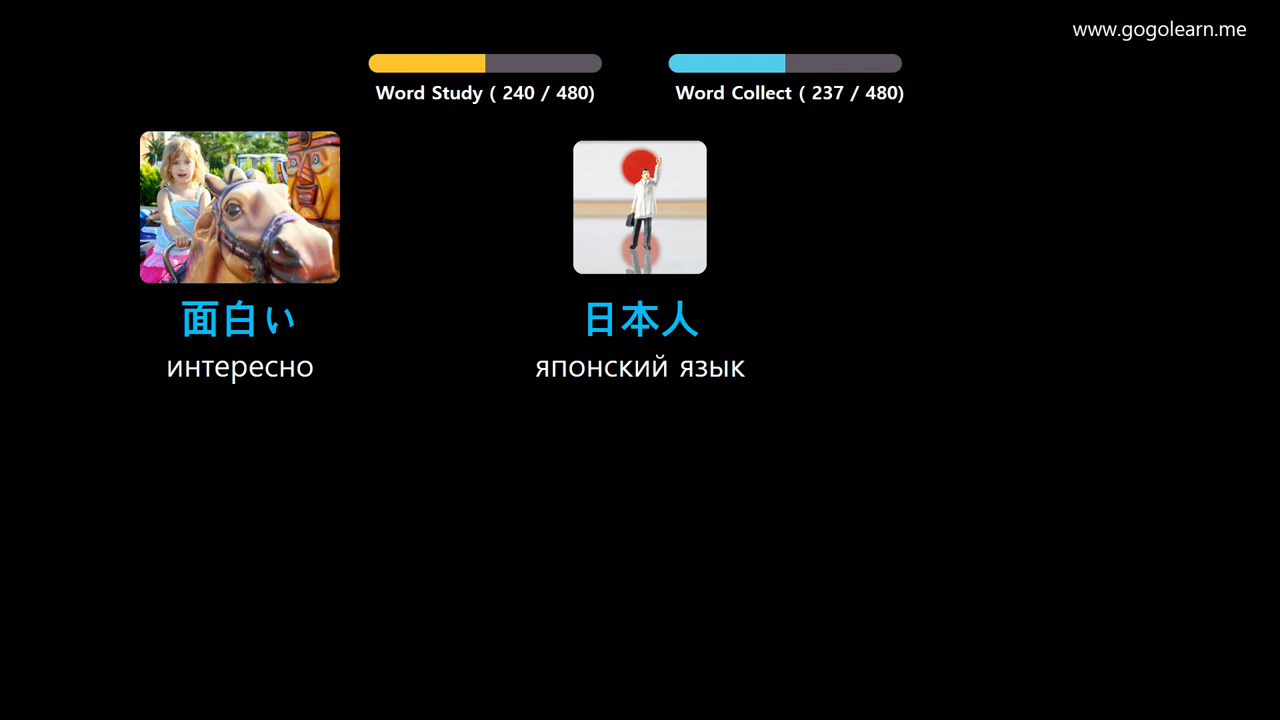 www.gogolearn.me
Word Study ( 240 / 480)
Word Collect ( 237 / 480)
面白い
日本人
интересно
японский язык